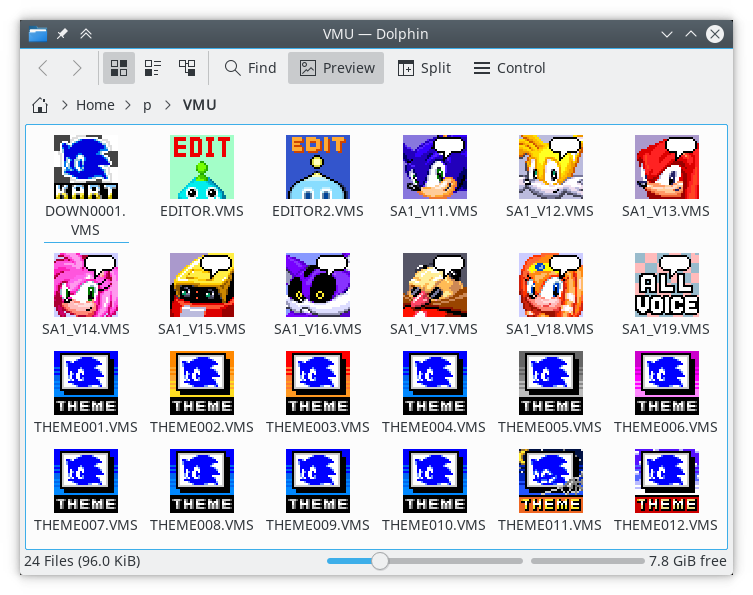 VMU — Dolphin
Find Preview Split Control
Home p VMU
KART EDIT EDIT
DOWN0001.
VMS
EDITOR.VMS EDITOR2.VMS SA1_V11.VMS SA1_V12.VMS SA1_V13.VMS
ALL
VOICE
SA1_V14.VMS SA1_V15.VMS SA1_V16.VMS SA1_V17.VMS SA1_V18.VMS SA1_V19.VMS
THEME THEME THEME THEME THEME THEME
THEME001.VMS THEME002.VMS THEME003.VMS THEME004.VMS THEME005.VMS THEME006.VMS
THEME THEME THEME THEME THEME THEME
THEME007.VMS THEME008.VMS THEME009.VMS THEME010.VMS THEME011.VMS THEME012.VMS
24 Files (96.0 KiB) 7.8 GiB free